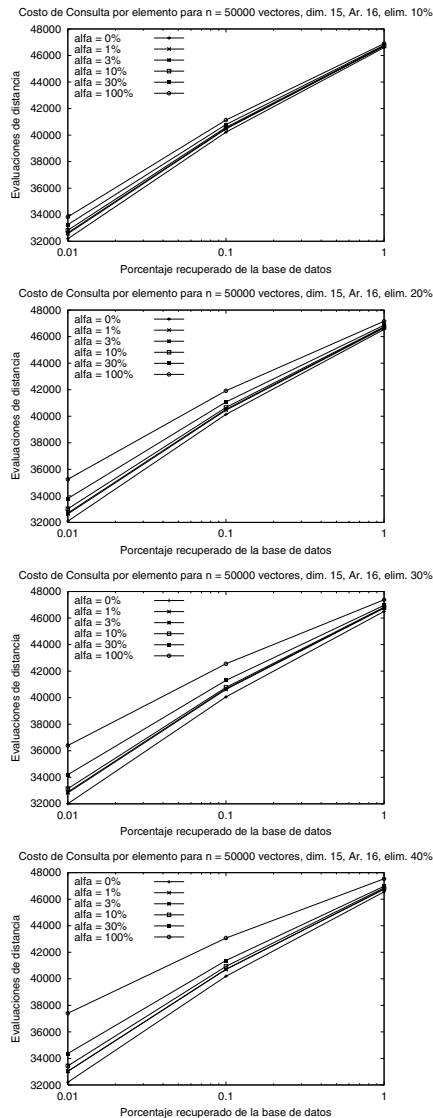 Costo de Consulta por elemento para n = 50000 vectores, dim. 15, Ar. 16, elim. 10%
48000
46000
44000
42000
40000
38000
36000
34000
32000
Evaluaciones de distancia
alfa = 0%
alfa = 1%
alfa = 3%
alfa = 10%
alfa = 30%
alfa = 100%
0.01
0.1
1
Porcentaje recuperado de la base de datos
Costo de Consulta por elemento para n = 50000 vectores, dim. 15, Ar. 16, elim. 20%
48000
46000
44000
42000
40000
38000
36000
34000
32000
Evaluaciones de distancia
alfa = 0%
alfa = 1%
alfa = 3%
alfa = 10%
alfa = 30%
alfa = 100%
0.01
0.1
1
Porcentaje recuperado de la base de datos
Costo de Consulta por elemento para n = 50000 vectores, dim. 15, Ar. 16, elim. 30%
48000
46000
44000
42000
40000
38000
36000
34000
32000
Evaluaciones de distancia
alfa = 0%
alfa = 1%
alfa = 3%
alfa = 10%
alfa = 30%
alfa = 100%
0.01
0.1
1
Porcentaje recuperado de la base de datos
Costo de Consulta por elemento para n = 50000 vectores, dim. 15, Ar. 16, elim. 40%
48000
46000
44000
42000
40000
38000
36000
34000
32000
Evaluaciones de distancia
alfa = 0%
alfa = 1%
alfa = 3%
alfa = 10%
alfa = 30%
alfa = 100%
0.01
0.1
1
Porcentaje recuperado de la base de datos